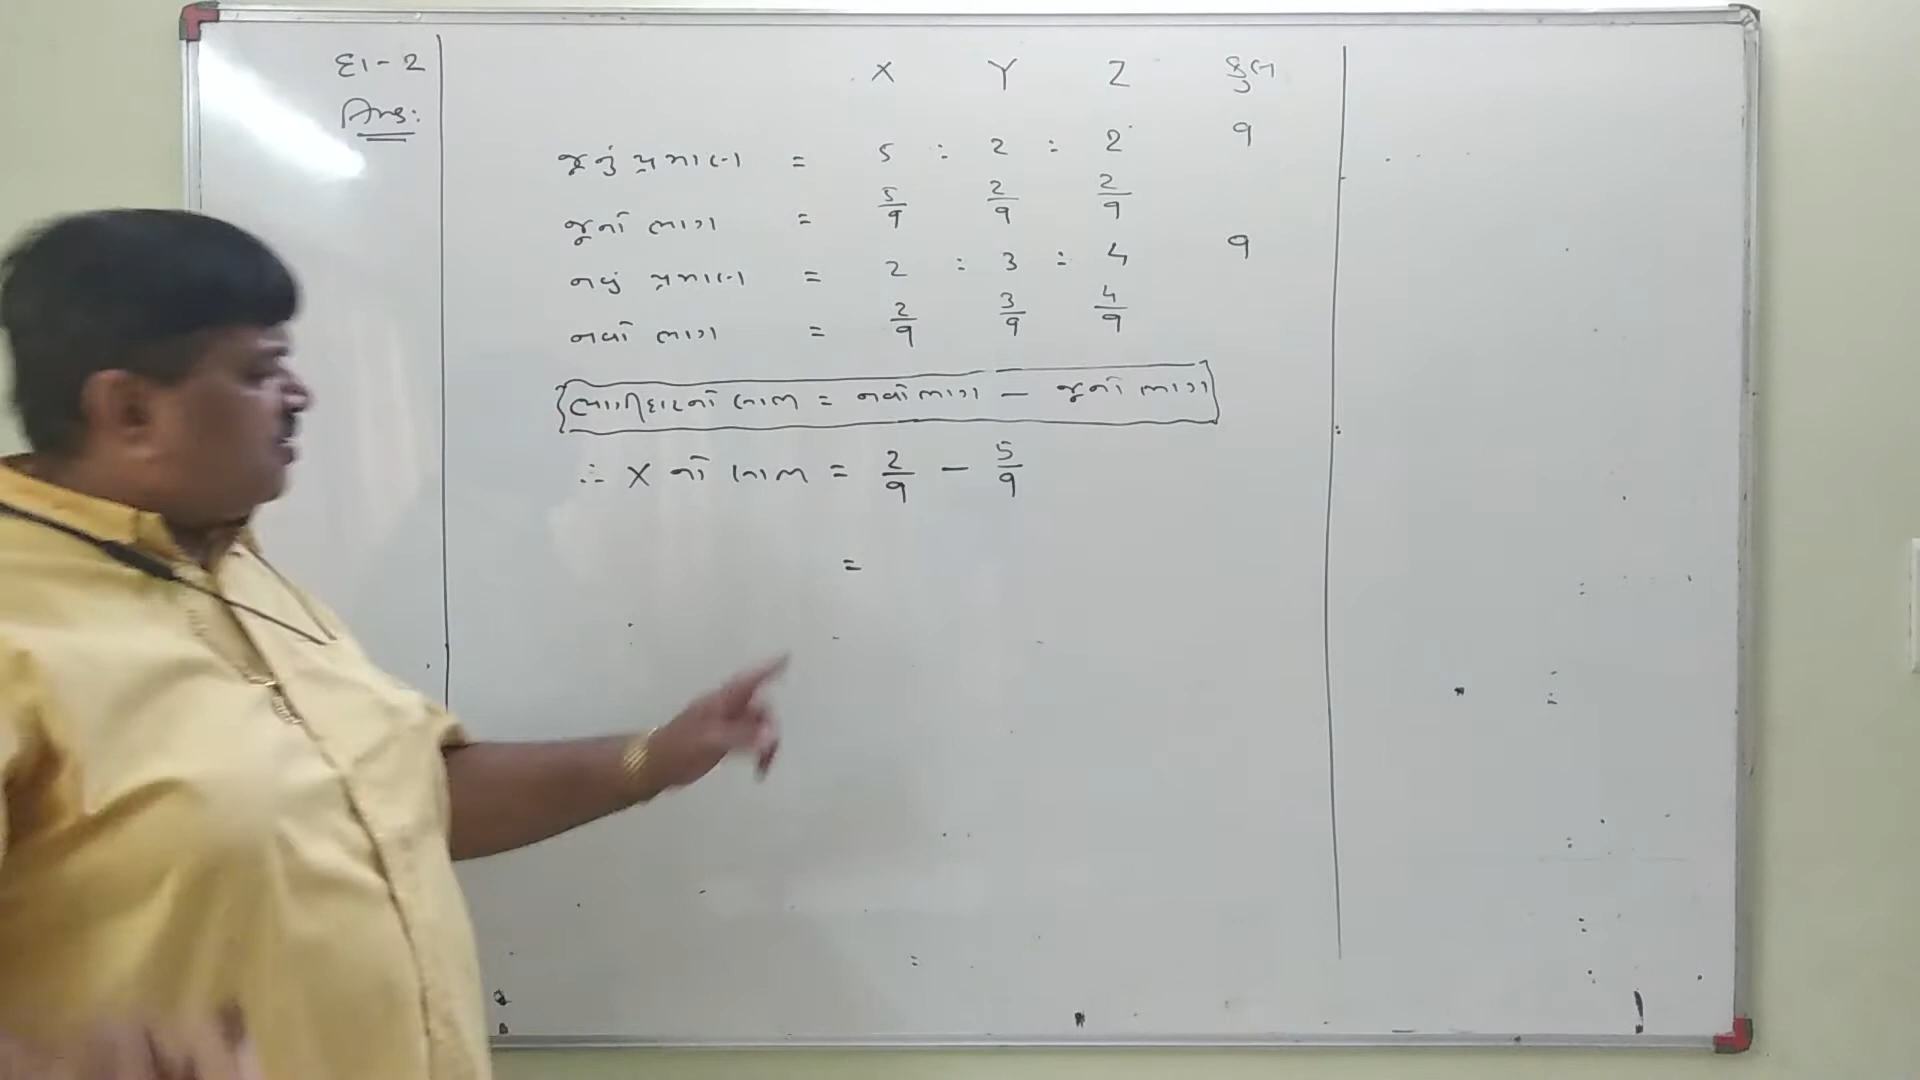 દા-2
Ans:
X Y Z કુલ
જૂનું પ્રમાણ = 5 : 2 : 2 9
જૂનો ભાગ = 5/9 2/9 2/9
નવું પ્રમાણ = 2 : 3 : 4 9
નવો ભાગ = 2/9 3/9 4/9
ભાગીદારનો લાભ = નવો ભાગ - જૂનો ભાગ
∴ X નો લાભ = 2/9 - 5/9
=